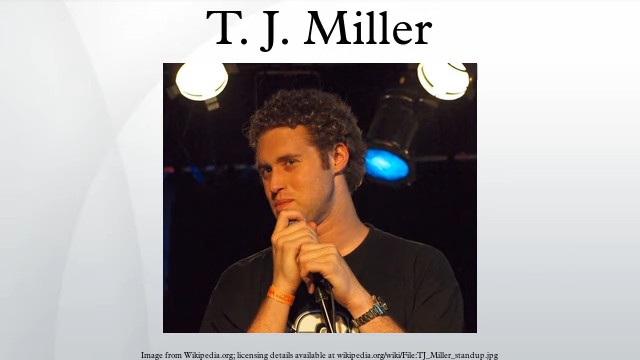 T. J. Miller
Image from Wikipedia.org; licensing details available at wikipedia.org/wiki/File:TJ_Miller_standup.jpg